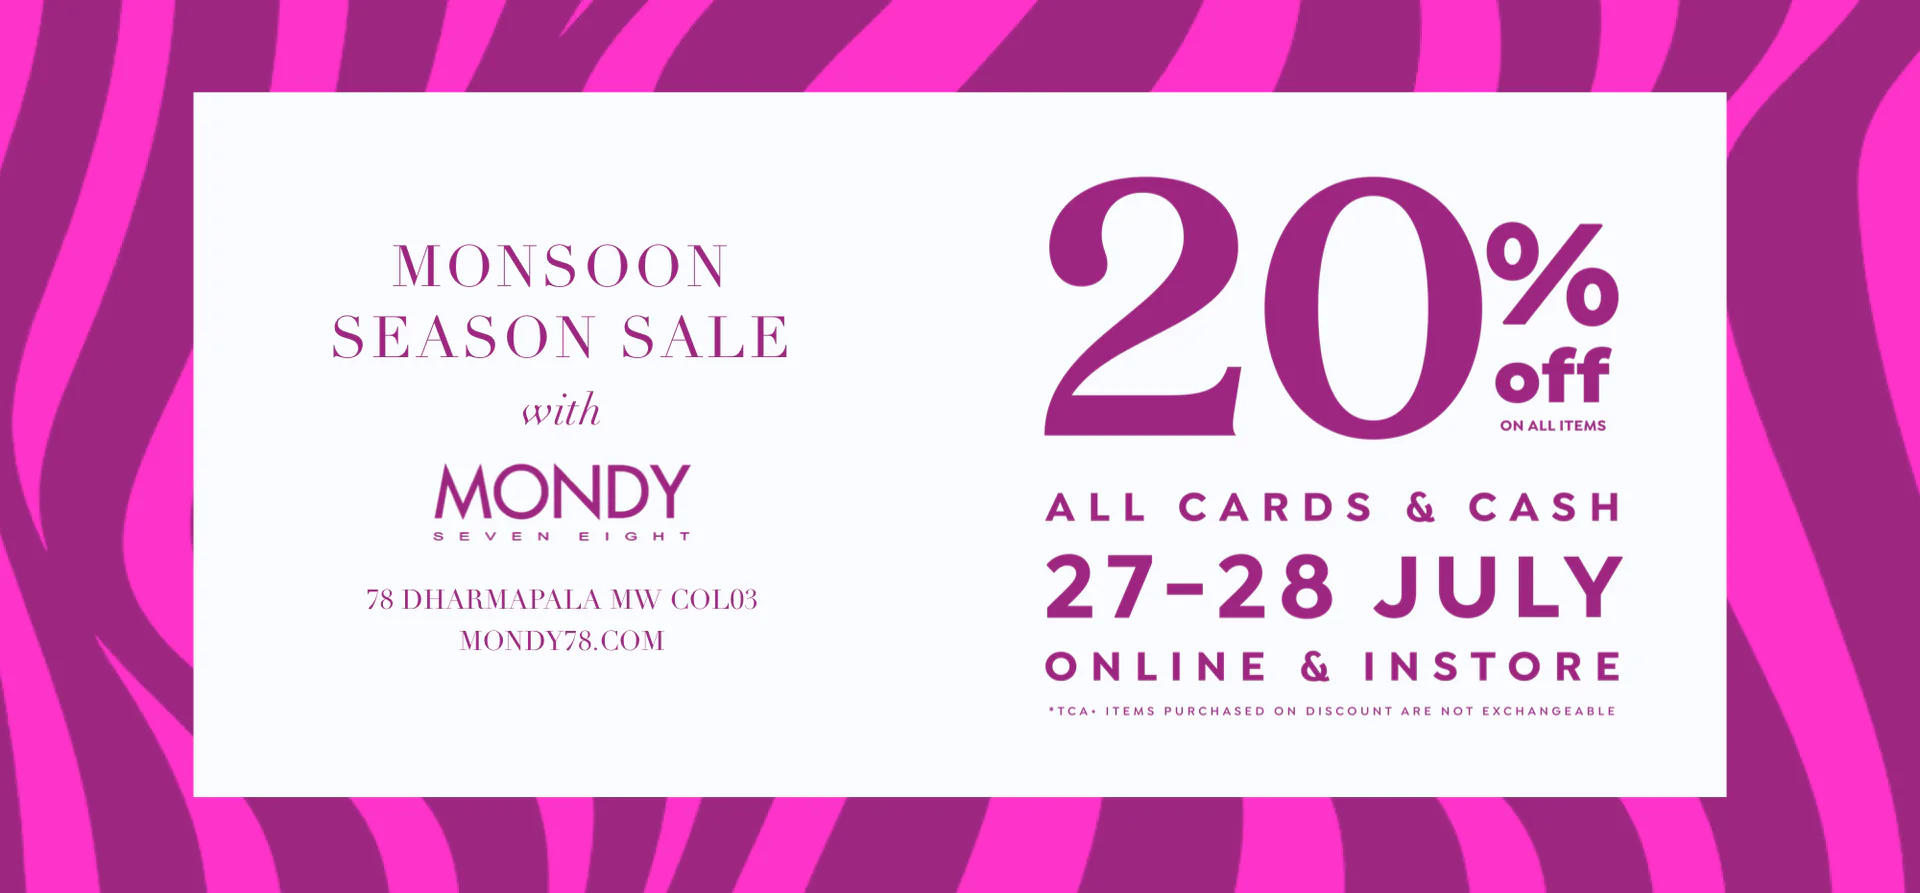 MONSOON
SEASON SALE
with
MONDY
SEVEN EIGHT
78 DHARMAPALA MW COL03
MONDY78.COM
20%
off
ON ALL ITEMS
ALL CARDS & CASH
27-28 JULY
ONLINE & INSTORE
*TCA• ITEMS PURCHASED ON DISCOUNT ARE NOT EXCHANGEABLE